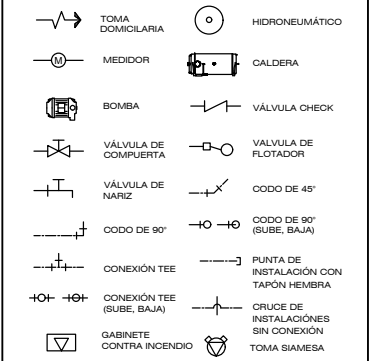 TOMA
DOMICILARIA
HIDRONEUMÁTICO
M
MEDIDOR
CALDERA
BOMBA
VÁLVULA CHECK
VÁLVULA DE
COMPUERTA
VALVULA DE
FLOTADOR
VÁLVULA DE
NARIZ
CODO DE 45°
CODO DE 90°
CODO DE 90°
(SUBE, BAJA)
CONEXIÓN TEE
PUNTA DE
INSTALACIÓN CON
TAPÓN HEMBRA
CONEXIÓN TEE
(SUBE, BAJA)
CRUCE DE
INSTALACIÓNES
SIN CONEXIÓN
GABINETE
CONTRA INCENDIO
TOMA SIAMESA